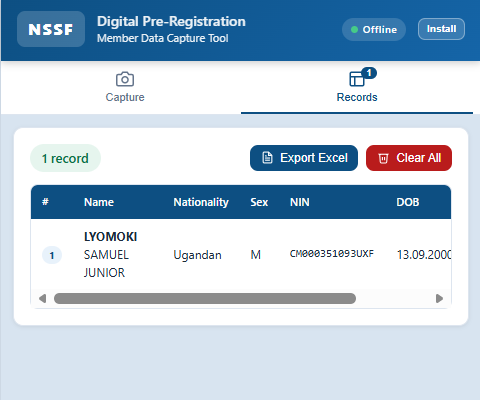 NSSF
Digital Pre-Registration
Member Data Capture Tool
Offline
Install
Capture
1
Records
1 record
Export Excel
Clear All
# Name Nationality Sex NIN DOB
1 LYOMOKI SAMUEL JUNIOR Ugandan M CM000351093UXF 13.09.2000